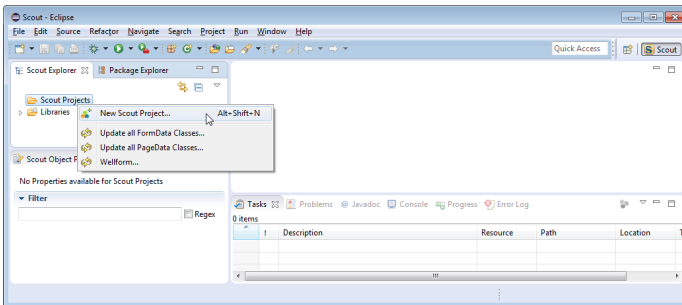 Scout - Eclipse
File Edit Source Refactor Navigate Search Project Run Window Help
Quick Access
Scout
Scout Explorer
Package Explorer
Scout Projects
Libraries
New Scout Project... Alt+Shift+N
Update all FormData Classes...
Update all PageData Classes...
Wellform...
Scout Object P
No Properties available for Scout Projects
Filter
Regex
Tasks Problems @ Javadoc Console Progress Error Log
0 items
! Description Resource Path Location T